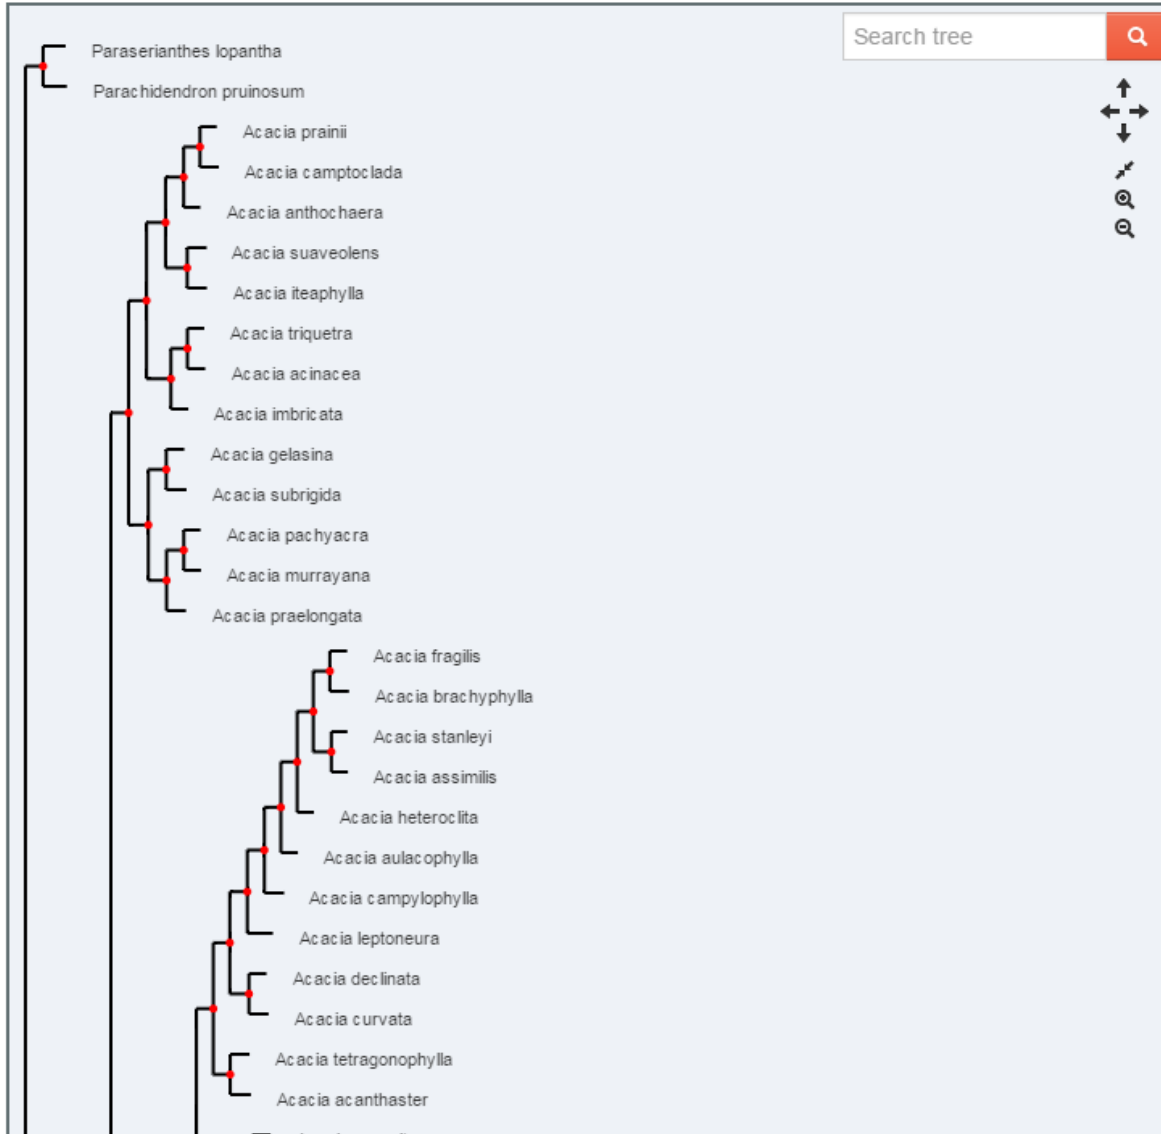 Search tree
Paraserianthes lopantha
Parachidendron pruinosum
Acacia prainii
Acacia camptoclada
Acacia anthochaera
Acacia suaveolens
Acacia iteaphylla
Acacia triquetra
Acacia acinacea
Acacia imbricata
Acacia gelasina
Acacia subrigida
Acacia pachyacra
Acacia murrayana
Acacia praelongata
Acacia fragilis
Acacia brachyphylla
Acacia stanleyi
Acacia assimilis
Acacia heteroclita
Acacia aulacophylla
Acacia campylophylla
Acacia leptoneura
Acacia declinata
Acacia curvata
Acacia tetragonophylla
Acacia acanthaster